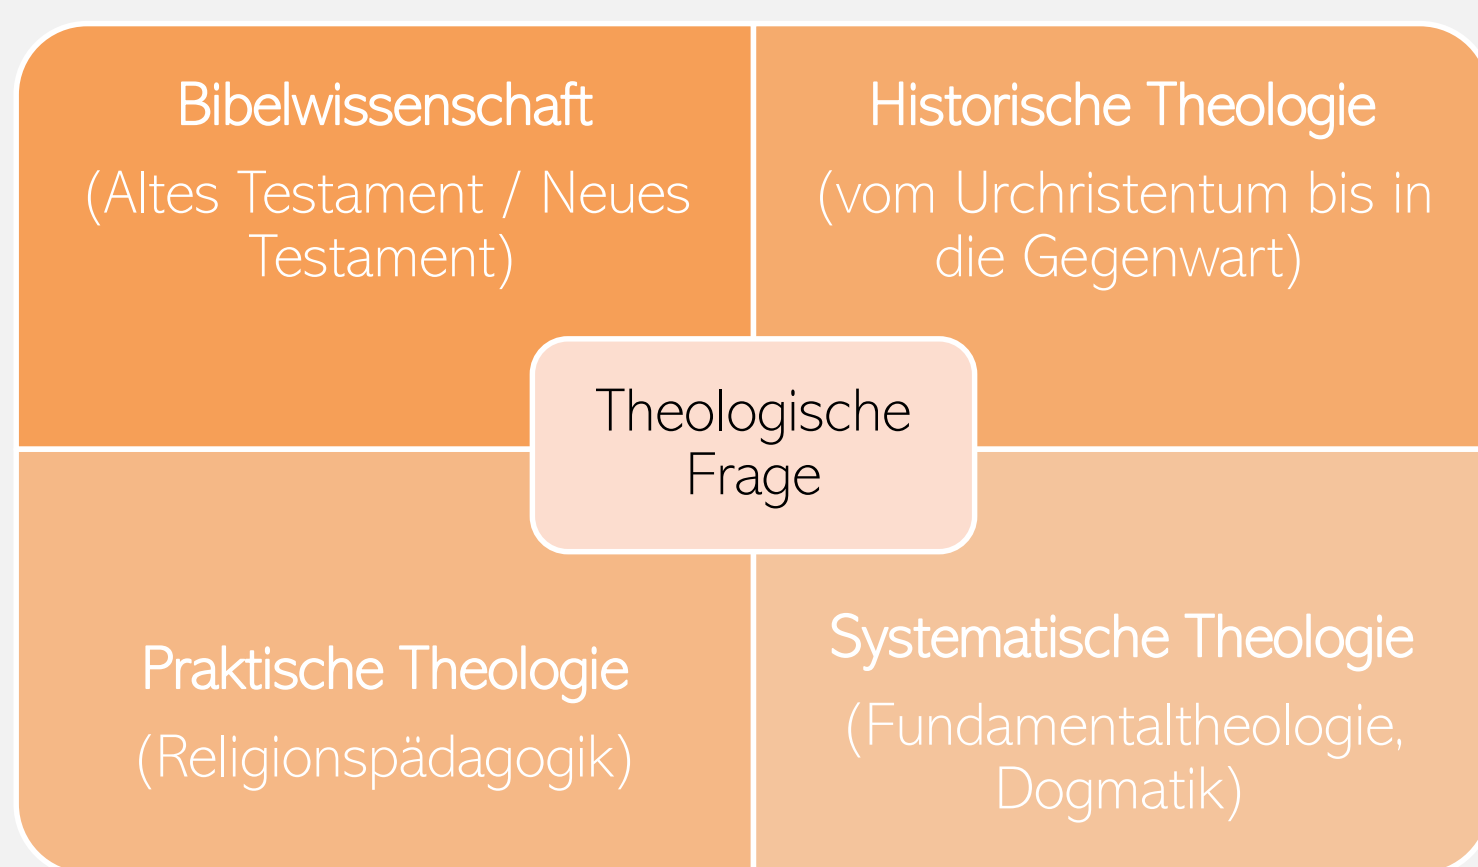 Bibelwissenschaft
(Altes Testament / Neues
Testament)
Historische Theologie
(vom Urchristentum bis in
die Gegenwart)
Theologische
Frage
Praktische Theologie
(Religionspädagogik)
Systematische Theologie
(Fundamentaltheologie,
Dogmatik)